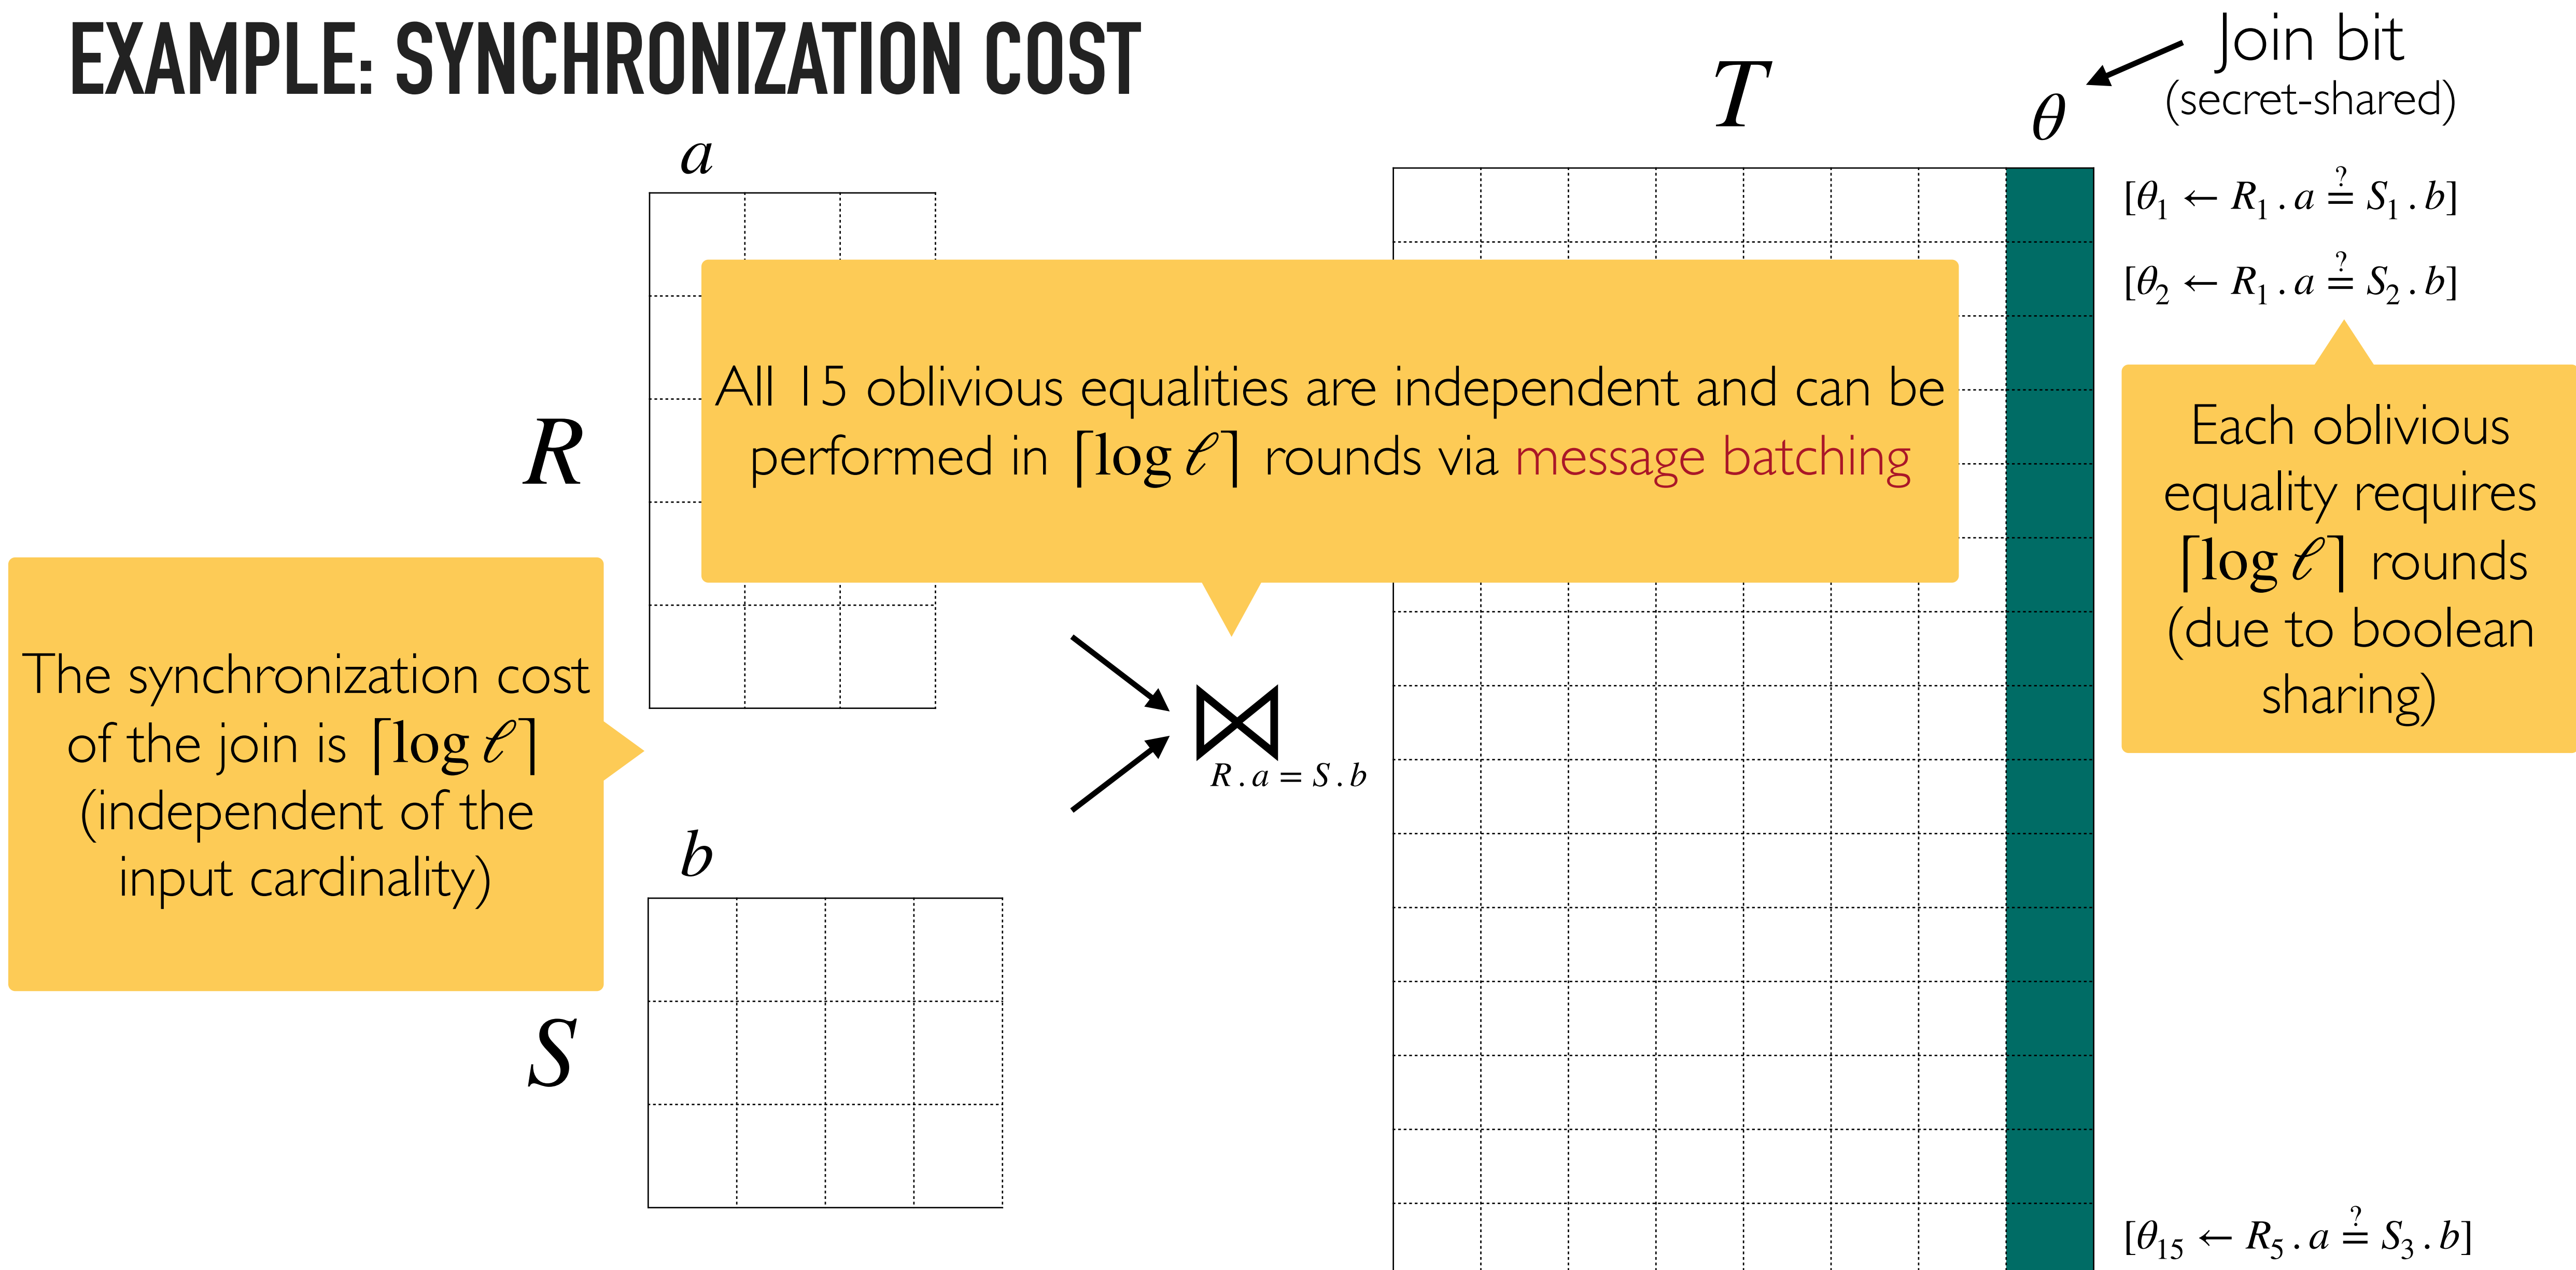 EXAMPLE: SYNCHRONIZATION COST
T
θ
Join bit
(secret-shared)
a
R
[θ₁ ← R₁ . a ≟ S₁ . b]
[θ₂ ← R₁ . a ≟ S₂ . b]
All 15 oblivious equalities are independent and can be
performed in ⌈log ℓ⌉ rounds via message batching
Each oblivious
equality requires
⌈log ℓ⌉ rounds
(due to boolean
sharing)
The synchronization cost
of the join is ⌈log ℓ⌉
(independent of the
input cardinality)
⋈
R . a = S . b
b
S
[θ₁₅ ← R₅ . a ≟ S₃ . b]